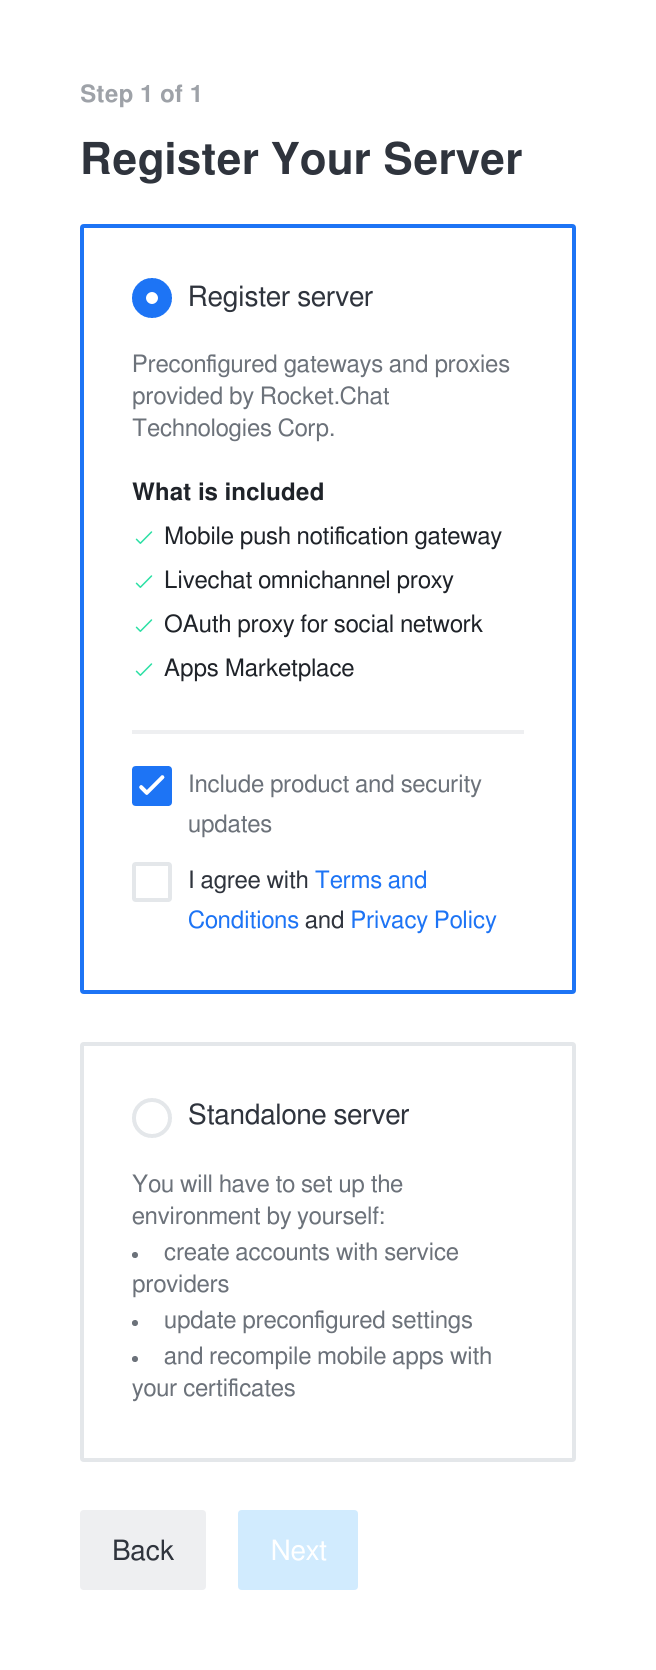 Step 1 of 1
Register Your Server
Register server
Preconfigured gateways and proxies
provided by Rocket.Chat
Technologies Corp.
What is included
Mobile push notification gateway
Livechat omnichannel proxy
OAuth proxy for social network
Apps Marketplace
Include product and security
updates
I agree with Terms and
Conditions and Privacy Policy
Standalone server
You will have to set up the
environment by yourself:
• create accounts with service
providers
• update preconfigured settings
• and recompile mobile apps with
your certificates
Back
Next